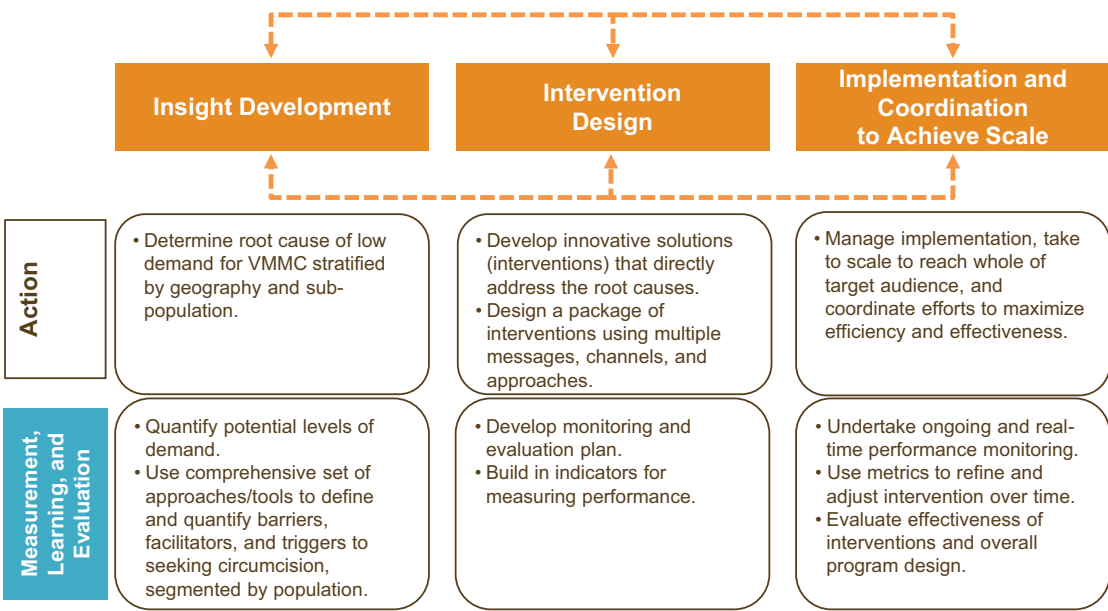 Insight Development
Intervention
Design
Implementation and
Coordination
to Achieve Scale
Action
• Determine root cause of low
demand for VMMC stratified
by geography and sub-
population.
• Develop innovative solutions
(interventions) that directly
address the root causes.
• Design a package of
interventions using multiple
messages, channels, and
approaches.
• Manage implementation, take
to scale to reach whole of
target audience, and
coordinate efforts to maximize
efficiency and effectiveness.
Measurement,
Learning, and
Evaluation
• Quantify potential levels of
demand.
• Use comprehensive set of
approaches/tools to define
and quantify barriers,
facilitators, and triggers to
seeking circumcision,
segmented by population.
• Develop monitoring and
evaluation plan.
• Build in indicators for
measuring performance.
• Undertake ongoing and real-
time performance monitoring.
• Use metrics to refine and
adjust intervention over time.
• Evaluate effectiveness of
interventions and overall
program design.